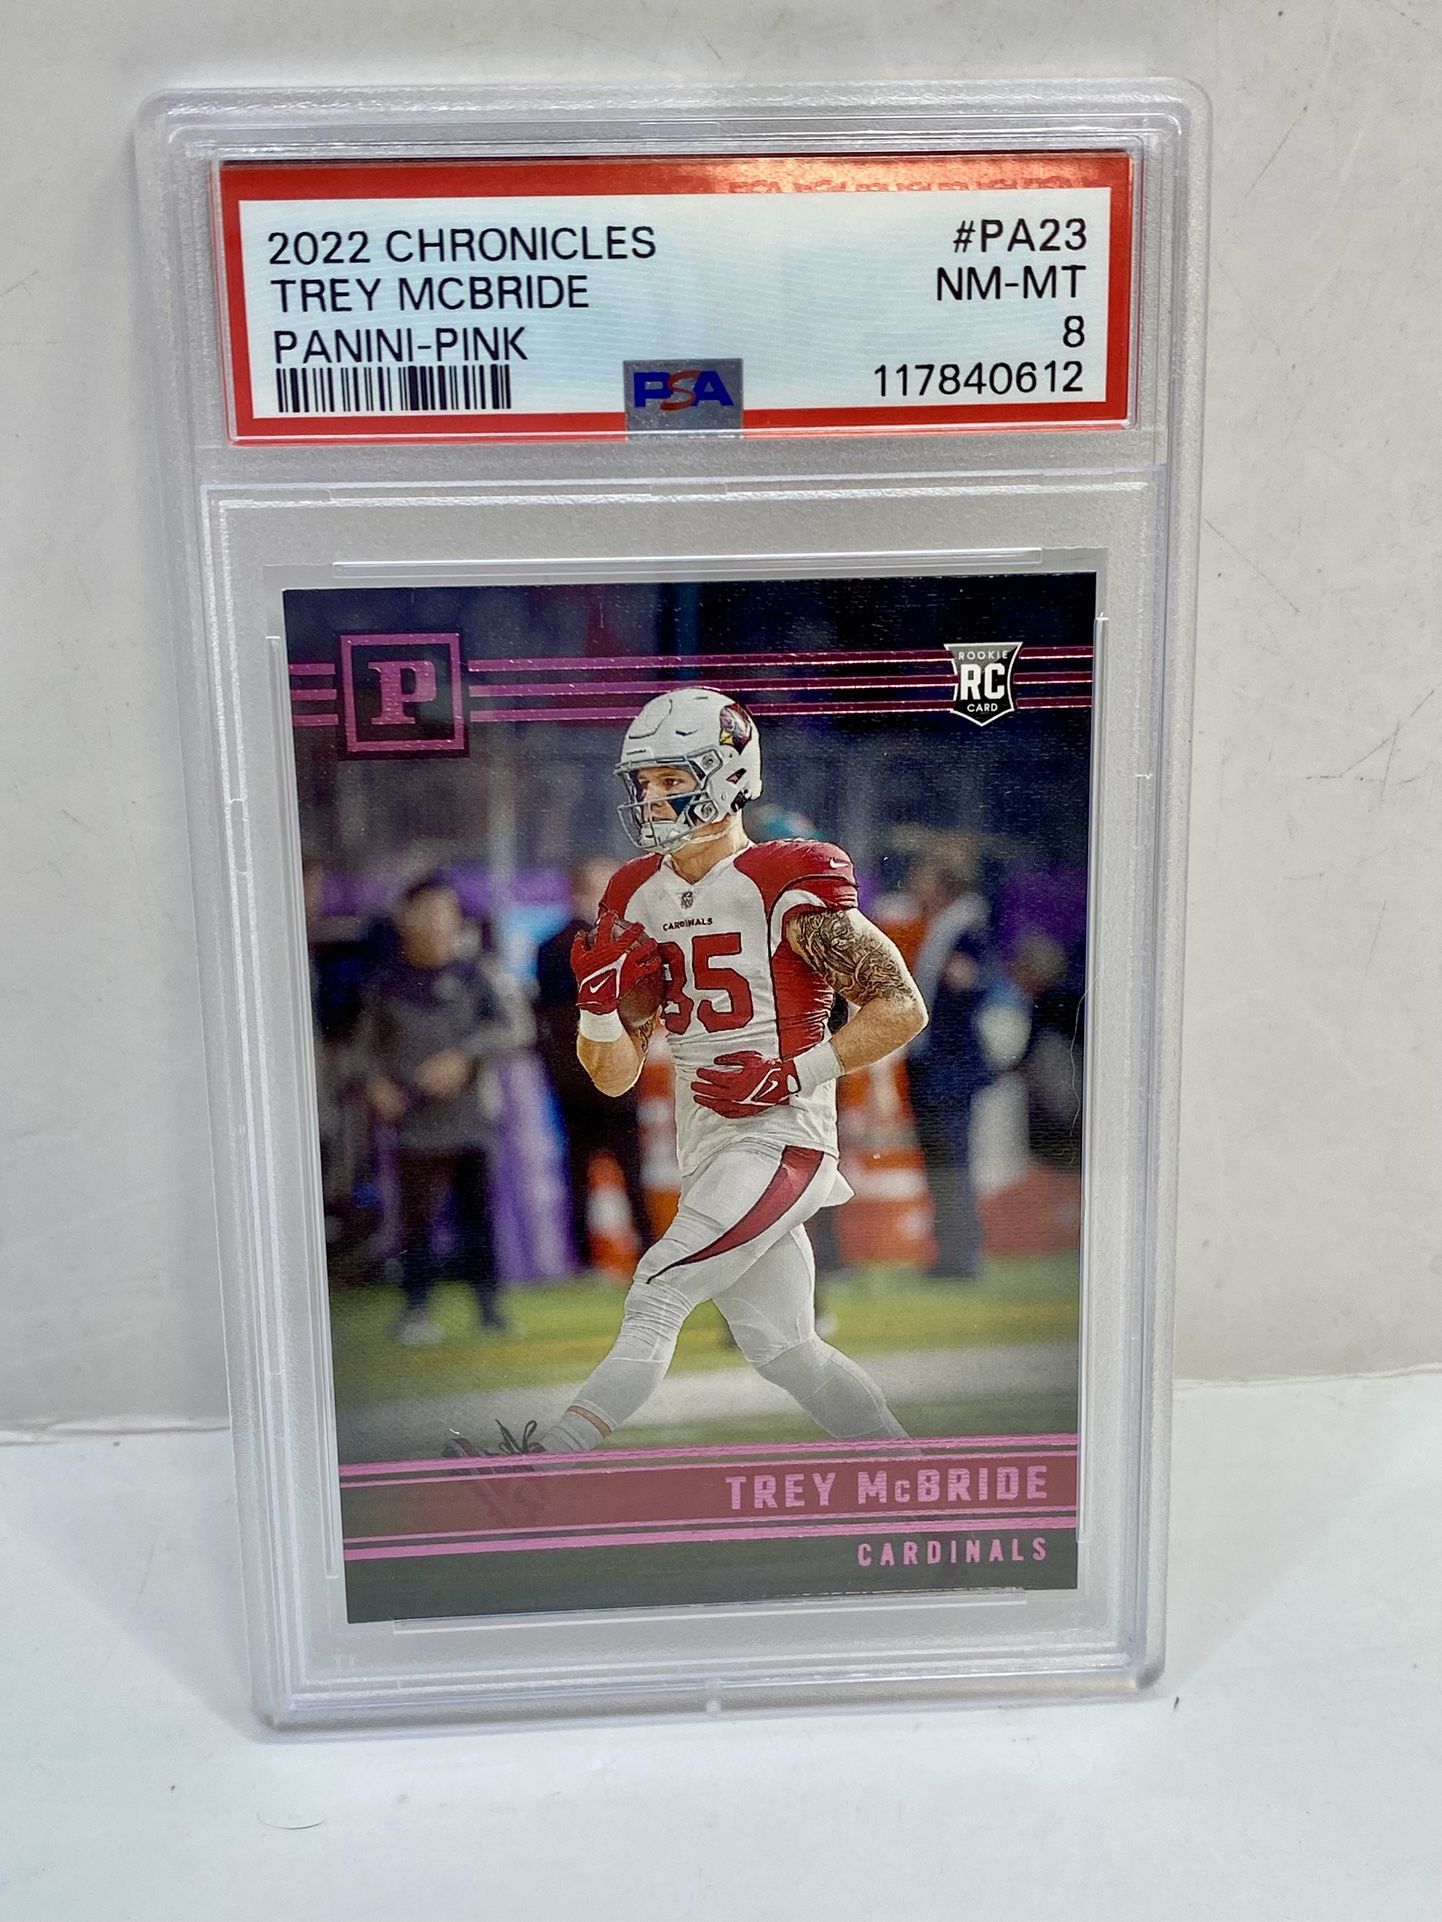 2022 CHRONICLES
#PA23
TREY MCBRIDE
NM-MT
PANINI-PINK
8
PSA
117840612
P
ROOKIE
RC
CARD
CARDINALS
85
TREY McBRIDE
CARDINALS